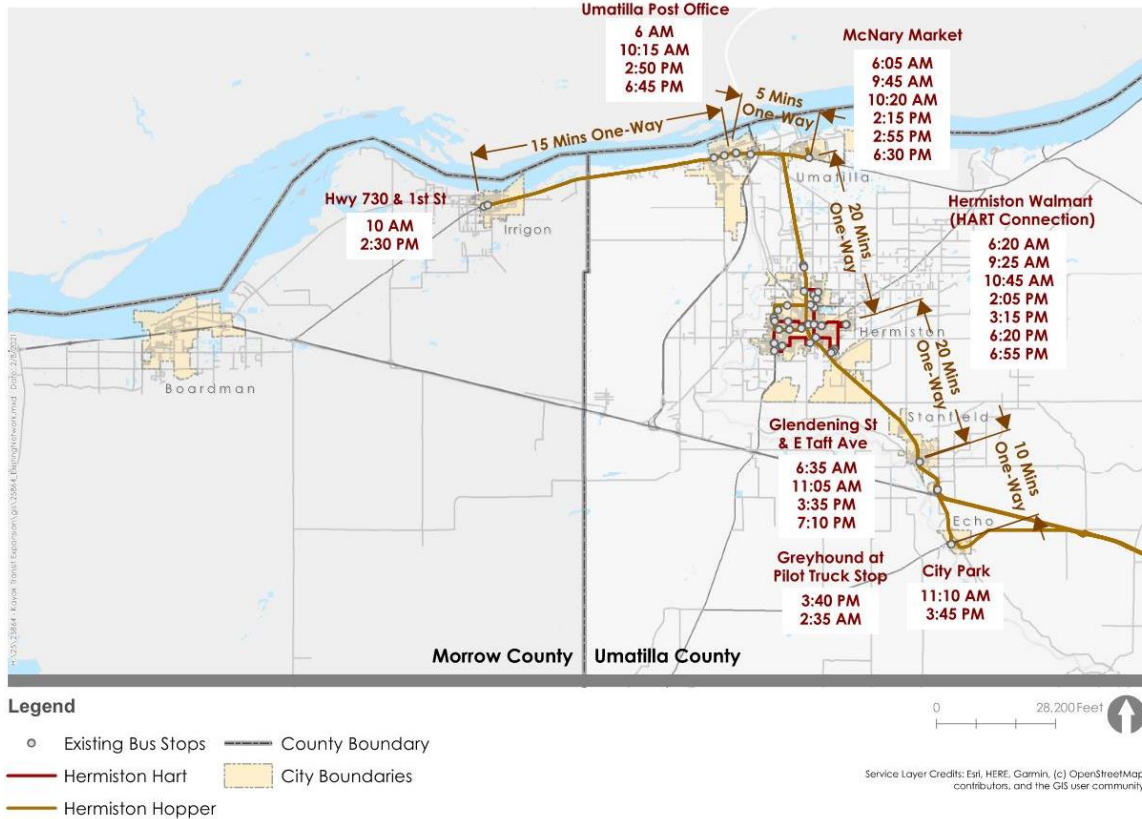 Umatilla Post Office
6 AM
10:15 AM
2:50 PM
6:45 PM
McNary Market
6:05 AM
9:45 AM
10:20 AM
2:15 PM
2:55 PM
6:30 PM
5 Mins
One-Way
15 Mins One-Way
Hwy 730 & 1st St
10 AM
2:30 PM
Irrigon
Umatilla
20 Mins
One-Way
Hermiston Walmart
(HART Connection)
6:20 AM
9:25 AM
10:45 AM
2:05 PM
3:15 PM
6:20 PM
6:55 PM
Hermiston
Boardman
20 Mins
One-Way
Stanfield
Glendening St
& E Taft Ave
6:35 AM
11:05 AM
3:35 PM
7:10 PM
10 Mins
One-Way
Echo
Greyhound at
Pilot Truck Stop
3:40 PM
2:35 AM
City Park
11:10 AM
3:45 PM
Morrow County
Umatilla County
Legend
Existing Bus Stops
County Boundary
Hermiston Hart
City Boundaries
Hermiston Hopper
0 28,200 Feet
Service Layer Credits: Esri, HERE, Garmin, (c) OpenStreetMap
contributors, and the GIS user community